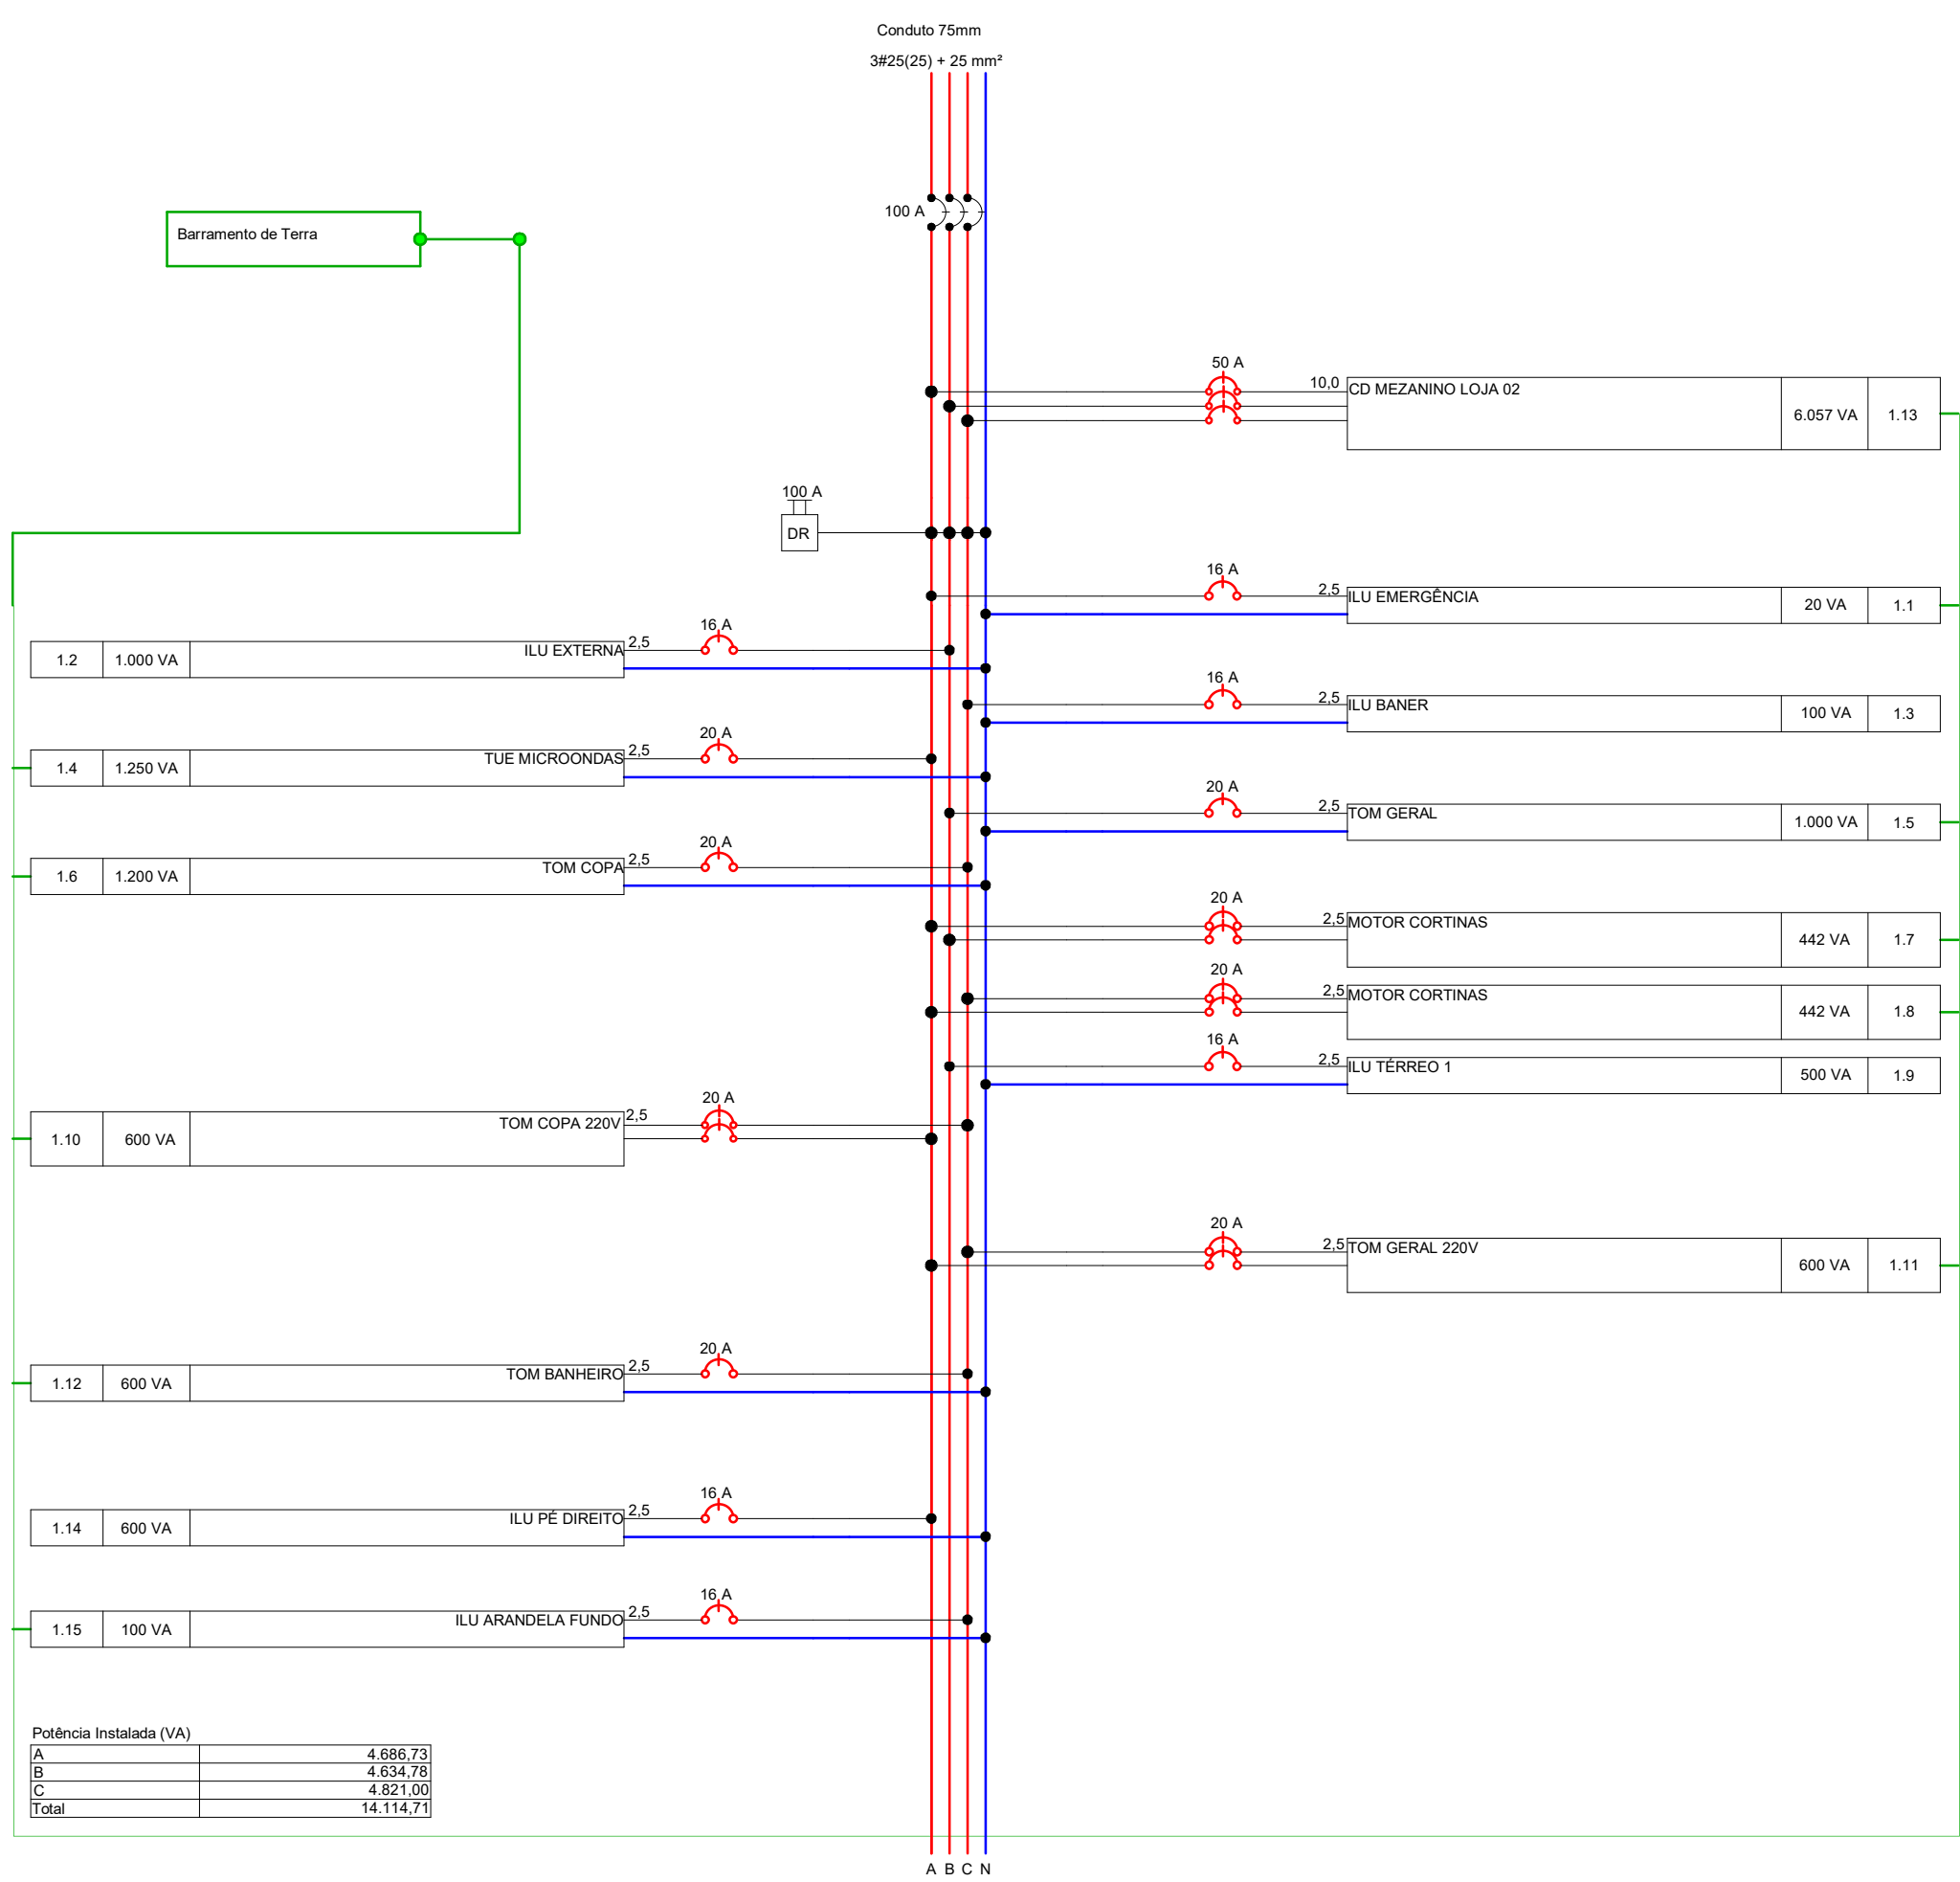 Conduto 75mm
3#25(25) + 25 mm²
100 A
Barramento de Terra
50 A
10,0 CD MEZANINO LOJA 02 6.057 VA 1.13
100 A
DR
16 A
2,5 ILU EMERGÊNCIA 20 VA 1.1
16 A
1.2 1.000 VA ILU EXTERNA 2,5
16 A
2,5 ILU BANER 100 VA 1.3
20 A
1.4 1.250 VA TUE MICROONDAS 2,5
20 A
2,5 TOM GERAL 1.000 VA 1.5
20 A
1.6 1.200 VA TOM COPA 2,5
20 A
2,5 MOTOR CORTINAS 442 VA 1.7
20 A
2,5 MOTOR CORTINAS 442 VA 1.8
16 A
2,5 ILU TÉRREO 1 500 VA 1.9
20 A
1.10 600 VA TOM COPA 220V 2,5
20 A
2,5 TOM GERAL 220V 600 VA 1.11
20 A
1.12 600 VA TOM BANHEIRO 2,5
16 A
1.14 600 VA ILU PÉ DIREITO 2,5
16 A
1.15 100 VA ILU ARANDELA FUNDO 2,5
Potência Instalada (VA)
A 4.686,73
B 4.634,78
C 4.821,00
Total 14.114,71
A B C N